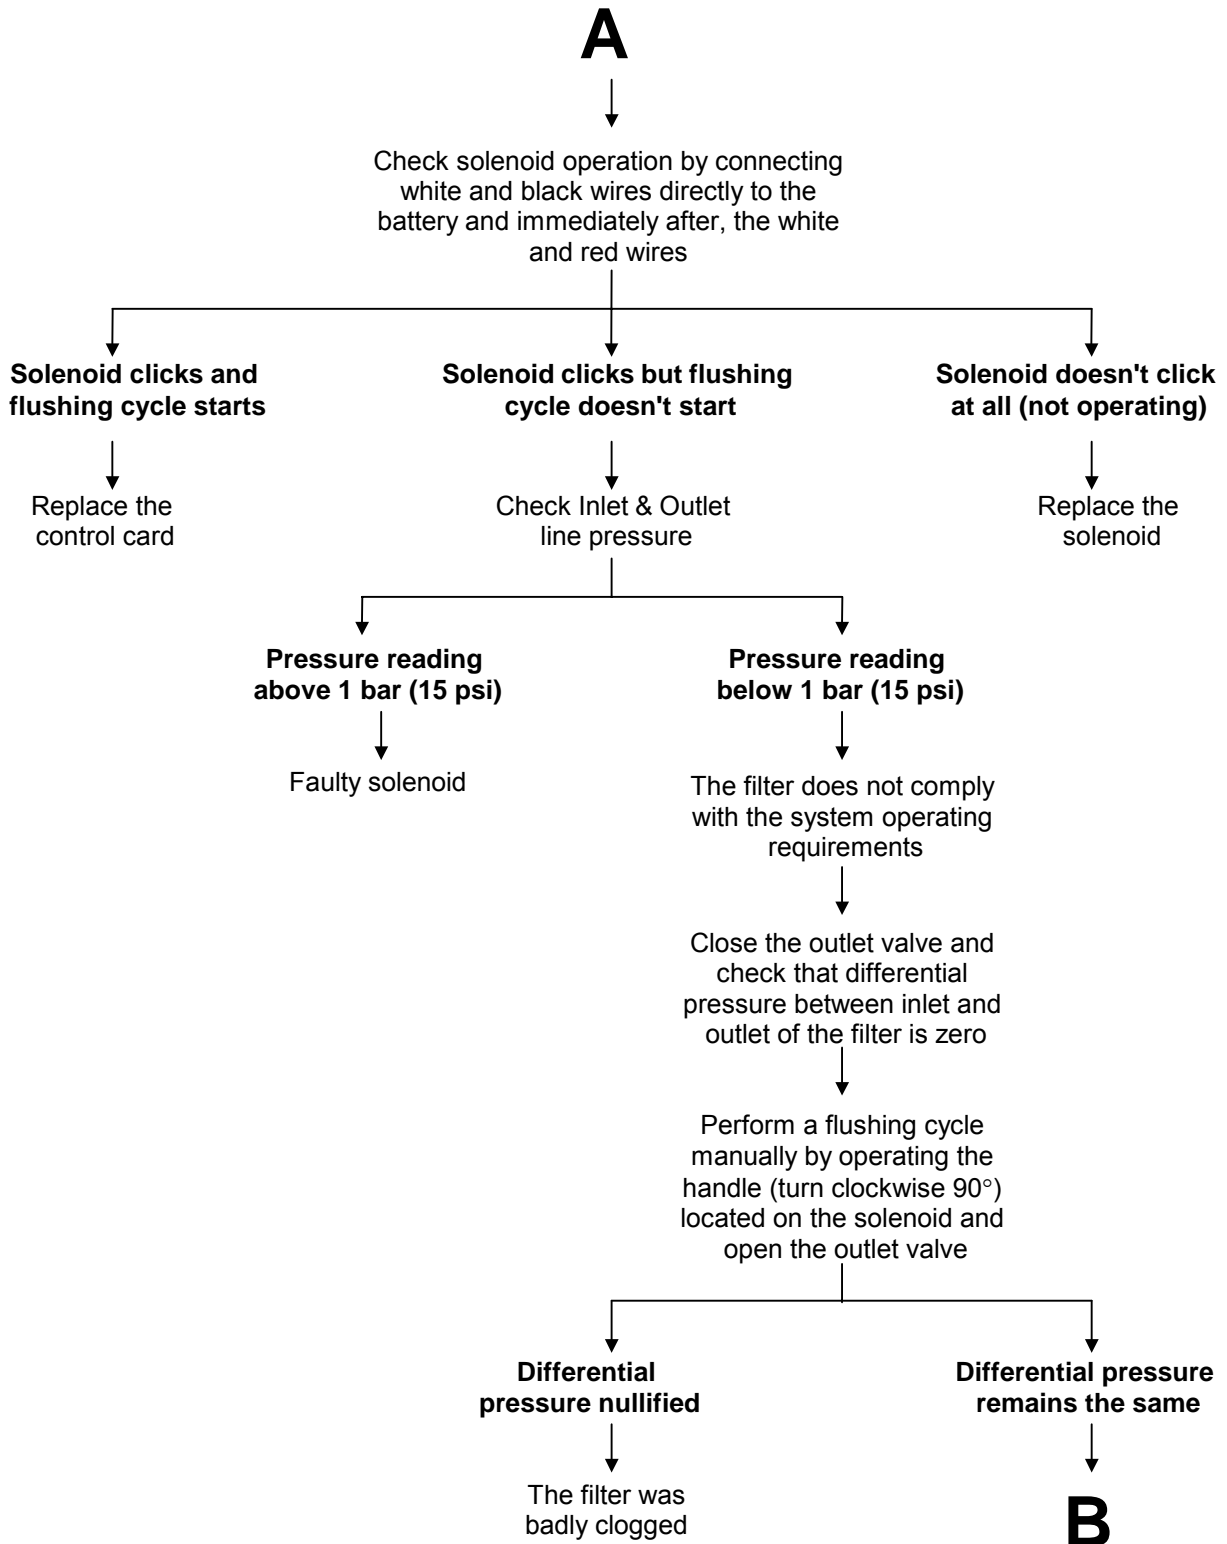 A
Check solenoid operation by connecting
white and black wires directly to the
battery and immediately after, the white
and red wires
Solenoid clicks and
flushing cycle starts
Solenoid clicks but flushing
cycle doesn't start
Solenoid doesn't click
at all (not operating)
Replace the
control card
Check Inlet & Outlet
line pressure
Replace the
solenoid
Pressure reading
above 1 bar (15 psi)
Pressure reading
below 1 bar (15 psi)
Faulty solenoid
The filter does not comply
with the system operating
requirements
Close the outlet valve and
check that differential
pressure between inlet and
outlet of the filter is zero
Perform a flushing cycle
manually by operating the
handle (turn clockwise 90°)
located on the solenoid and
open the outlet valve
Differential
pressure nullified
Differential pressure
remains the same
The filter was
badly clogged
B